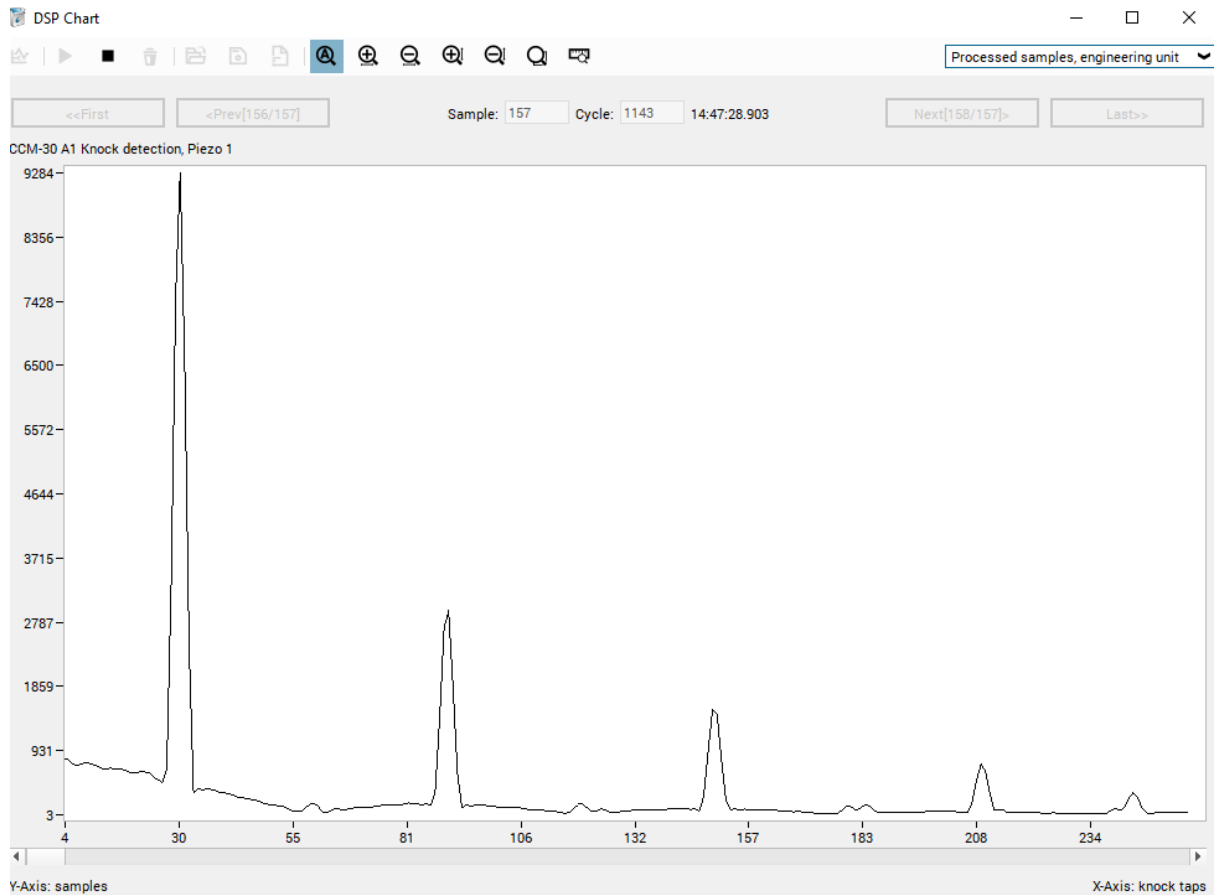 DSP Chart
Processed samples, engineering unit
<<First
<Prev[156/157]
Sample: 157
Cycle: 1143
14:47:28.903
Next[158/157]>
Last>>
CCM-30 A1 Knock detection, Piezo 1
9284
8356
7428
6500
5572
4644
3715
2787
1859
931
3
4 30 55 81 106 132 157 183 208 234
Y-Axis: samples
X-Axis: knock taps